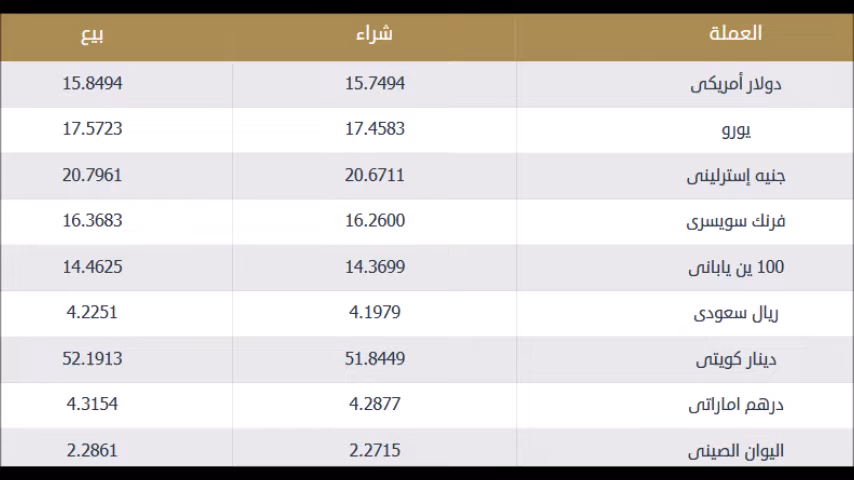 العملة شراء بيع
دولار أمريكى 15.7494 15.8494
يورو 17.4583 17.5723
جنيه إسترلينى 20.6711 20.7961
فرنك سويسرى 16.2600 16.3683
100 ين يابانى 14.3699 14.4625
ريال سعودى 4.1979 4.2251
دينار كويتى 51.8449 52.1913
درهم اماراتى 4.2877 4.3154
اليوان الصينى 2.2715 2.2861